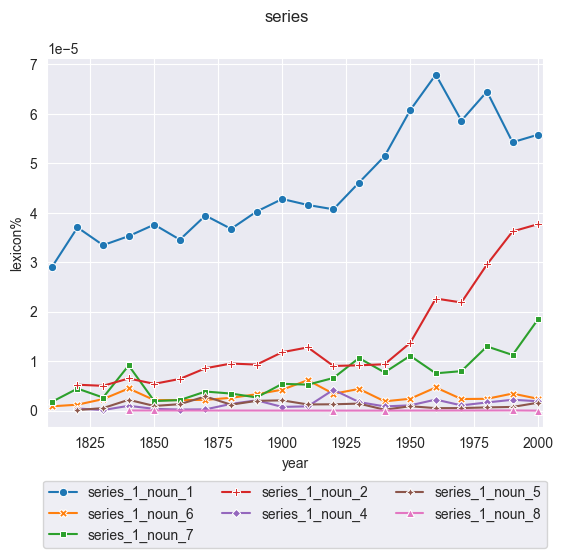 series
1e−5
7
6
5
4
3
2
1
0
lexicon%
1825 1850 1875 1900 1925 1950 1975 2000
year
series_1_noun_1 series_1_noun_2 series_1_noun_5
series_1_noun_6 series_1_noun_4 series_1_noun_8
series_1_noun_7